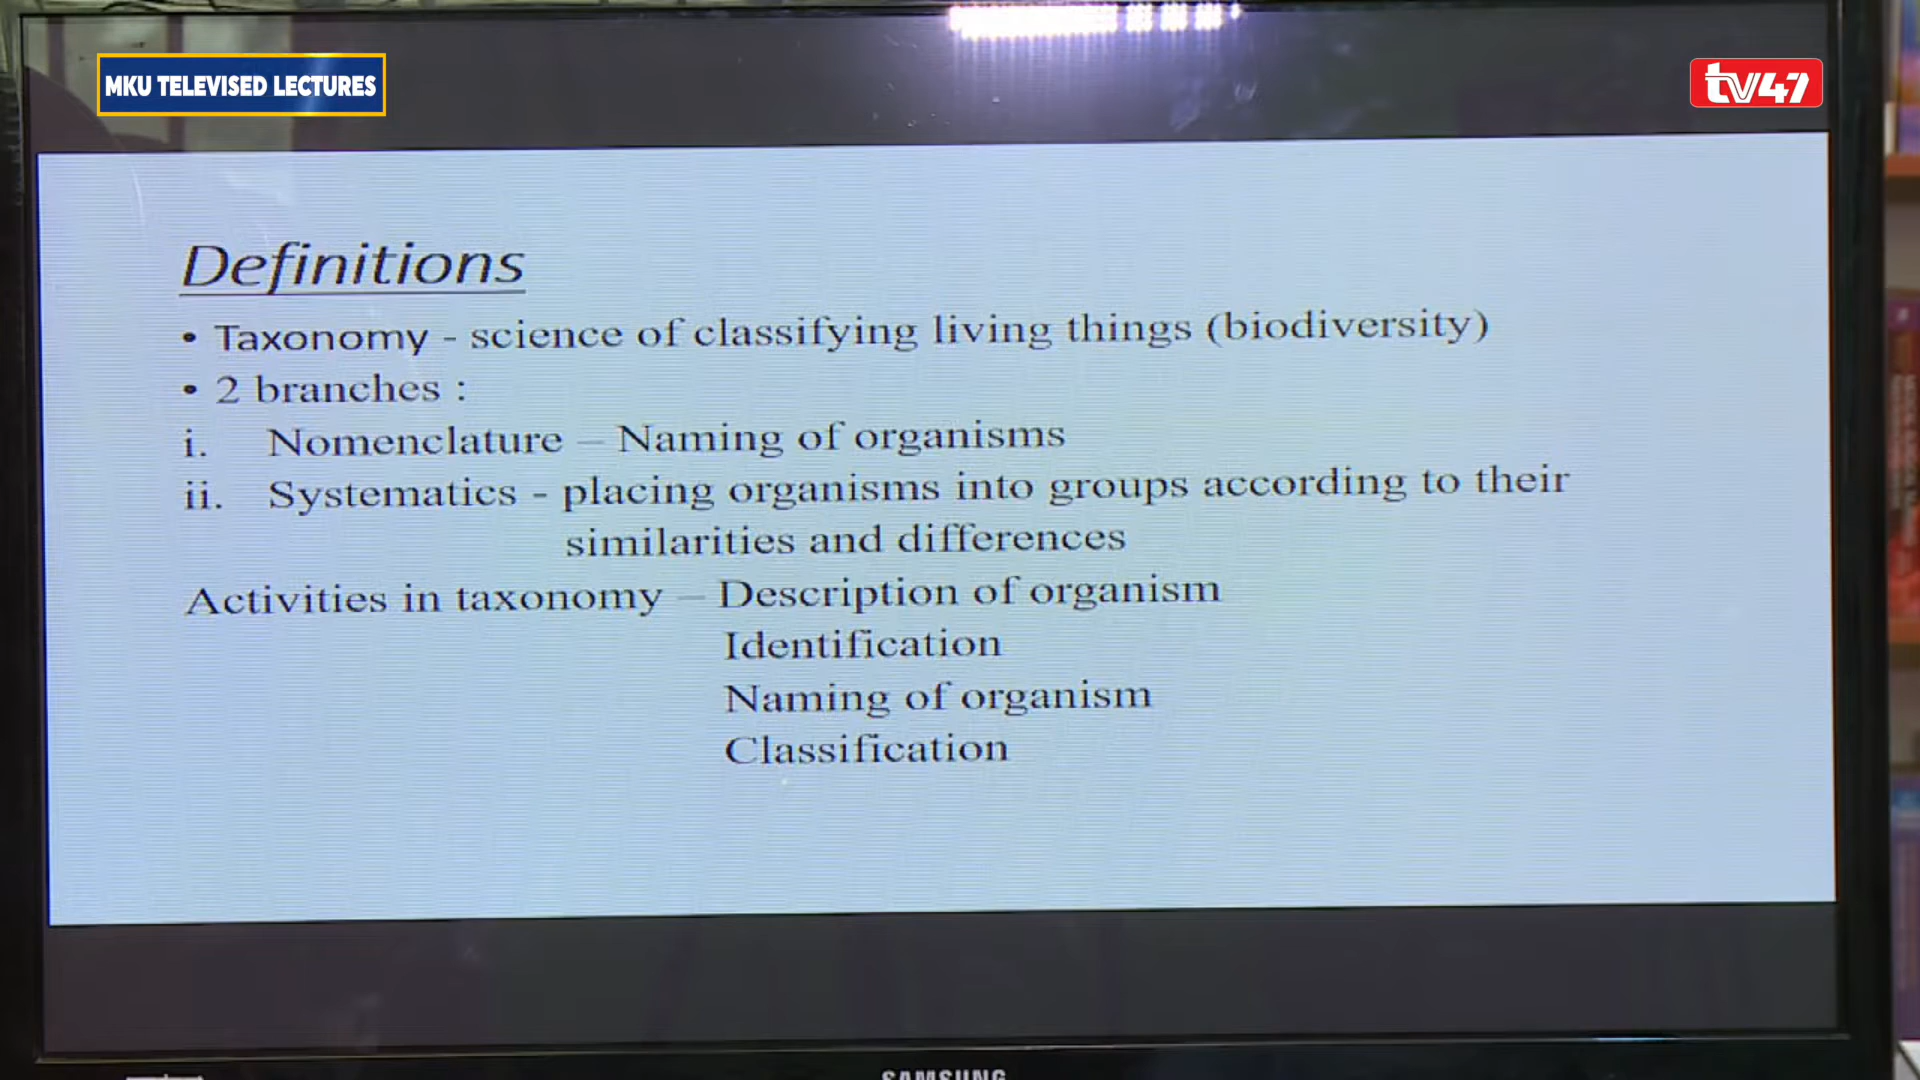 MKU TELEVISED LECTURES
tv47
Definitions
• Taxonomy - science of classifying living things (biodiversity)
• 2 branches :
i. Nomenclature – Naming of organisms
ii. Systematics - placing organisms into groups according to their
similarities and differences
Activities in taxonomy – Description of organism
Identification
Naming of organism
Classification
SAMSUNG